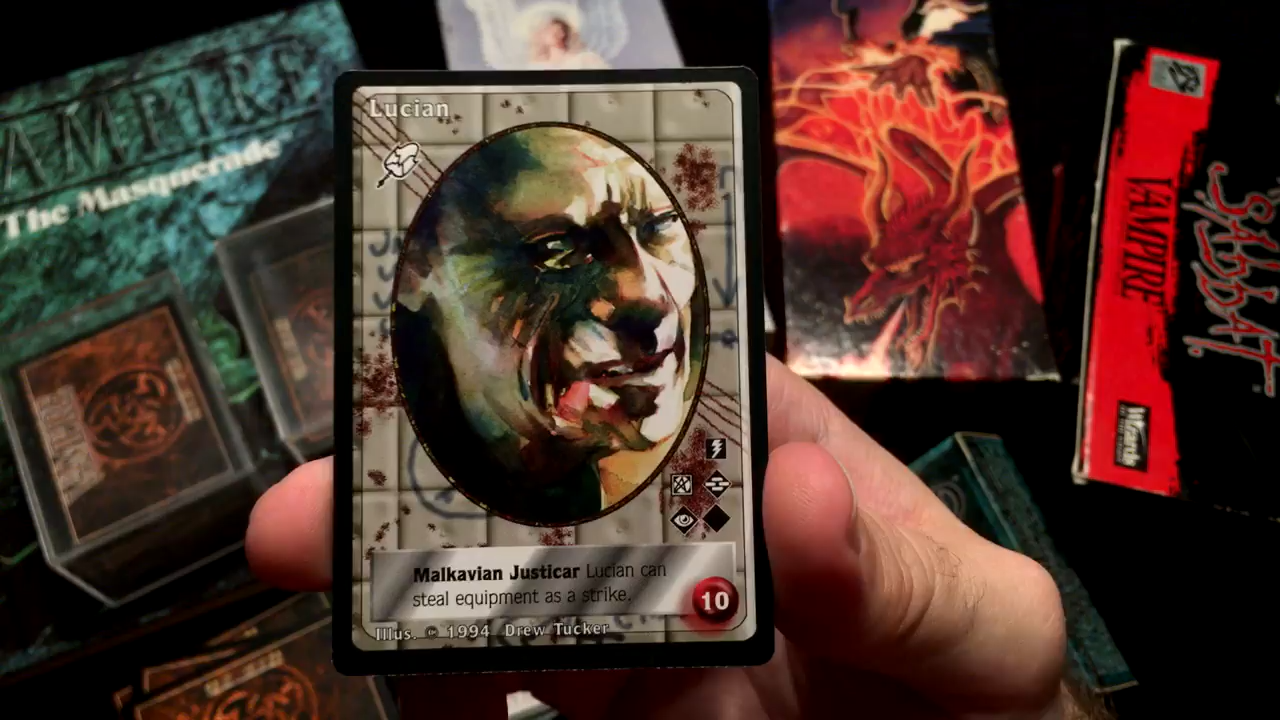 VAMPIRE
The Masquerade
Lucian
Malkavian Justicar Lucian can
steal equipment as a strike.
10
Illus. © 1994 Drew Tucker
VAMPIRE
SABBAT
Wizards